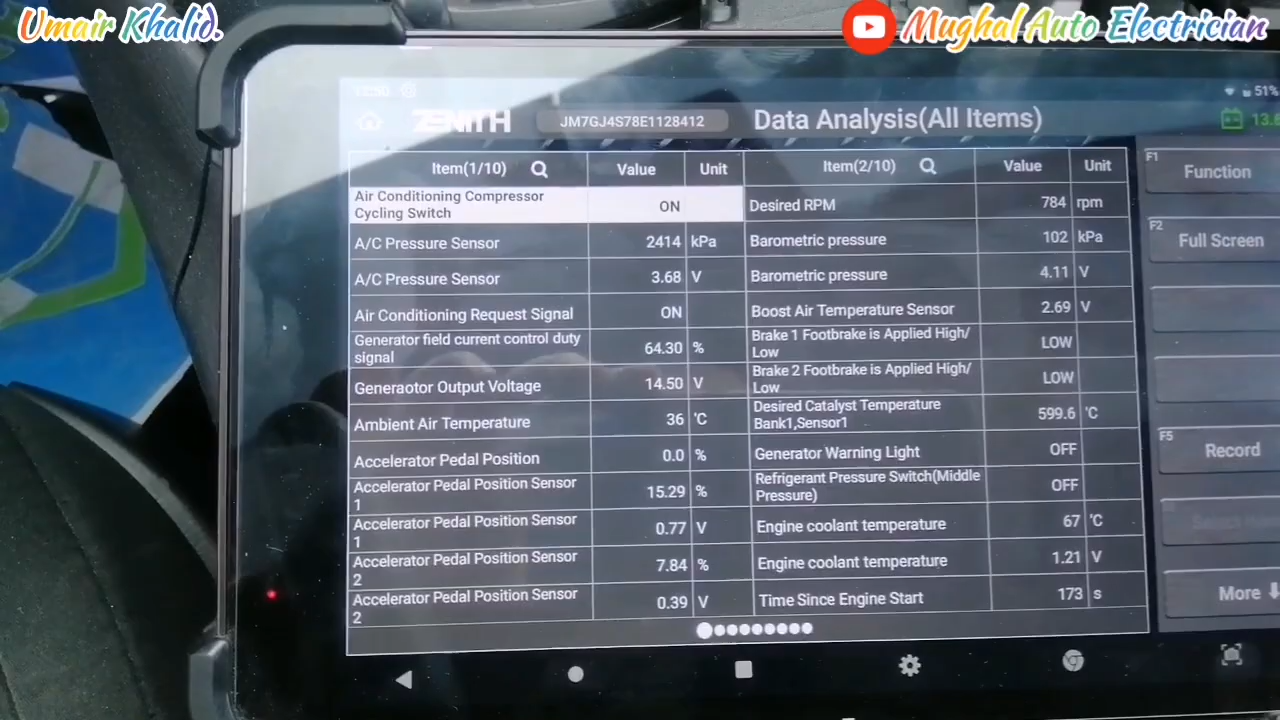 Umair Khalid.
Mughal Auto Electrician
12:50
51%
ZENITH
JM7GJ4S78E1128412
Data Analysis(All Items)
13.8
Item(1/10) Value Unit Item(2/10) Value Unit
F1 Function
Air Conditioning Compressor
Cycling Switch
ON
Desired RPM 784 rpm
A/C Pressure Sensor 2414 kPa
Barometric pressure 102 kPa
F2 Full Screen
A/C Pressure Sensor 3.68 V
Barometric pressure 4.11 V
Air Conditioning Request Signal ON
Boost Air Temperature Sensor 2.69 V
Generator field current control duty
signal
64.30 %
Brake 1 Footbrake is Applied High/
Low
LOW
Generaotor Output Voltage 14.50 V
Brake 2 Footbrake is Applied High/
Low
LOW
Ambient Air Temperature 36 'C
Desired Catalyst Temperature
Bank1,Sensor1
599.6 'C
Accelerator Pedal Position 0.0 %
Generator Warning Light OFF
F5 Record
Accelerator Pedal Position Sensor
1
15.29 %
Refrigerant Pressure Switch(Middle
Pressure)
OFF
Accelerator Pedal Position Sensor
1
0.77 V
Engine coolant temperature 67 'C
Accelerator Pedal Position Sensor
2
7.84 %
Engine coolant temperature 1.21 V
Accelerator Pedal Position Sensor
2
0.39 V
Time Since Engine Start 173 s
More